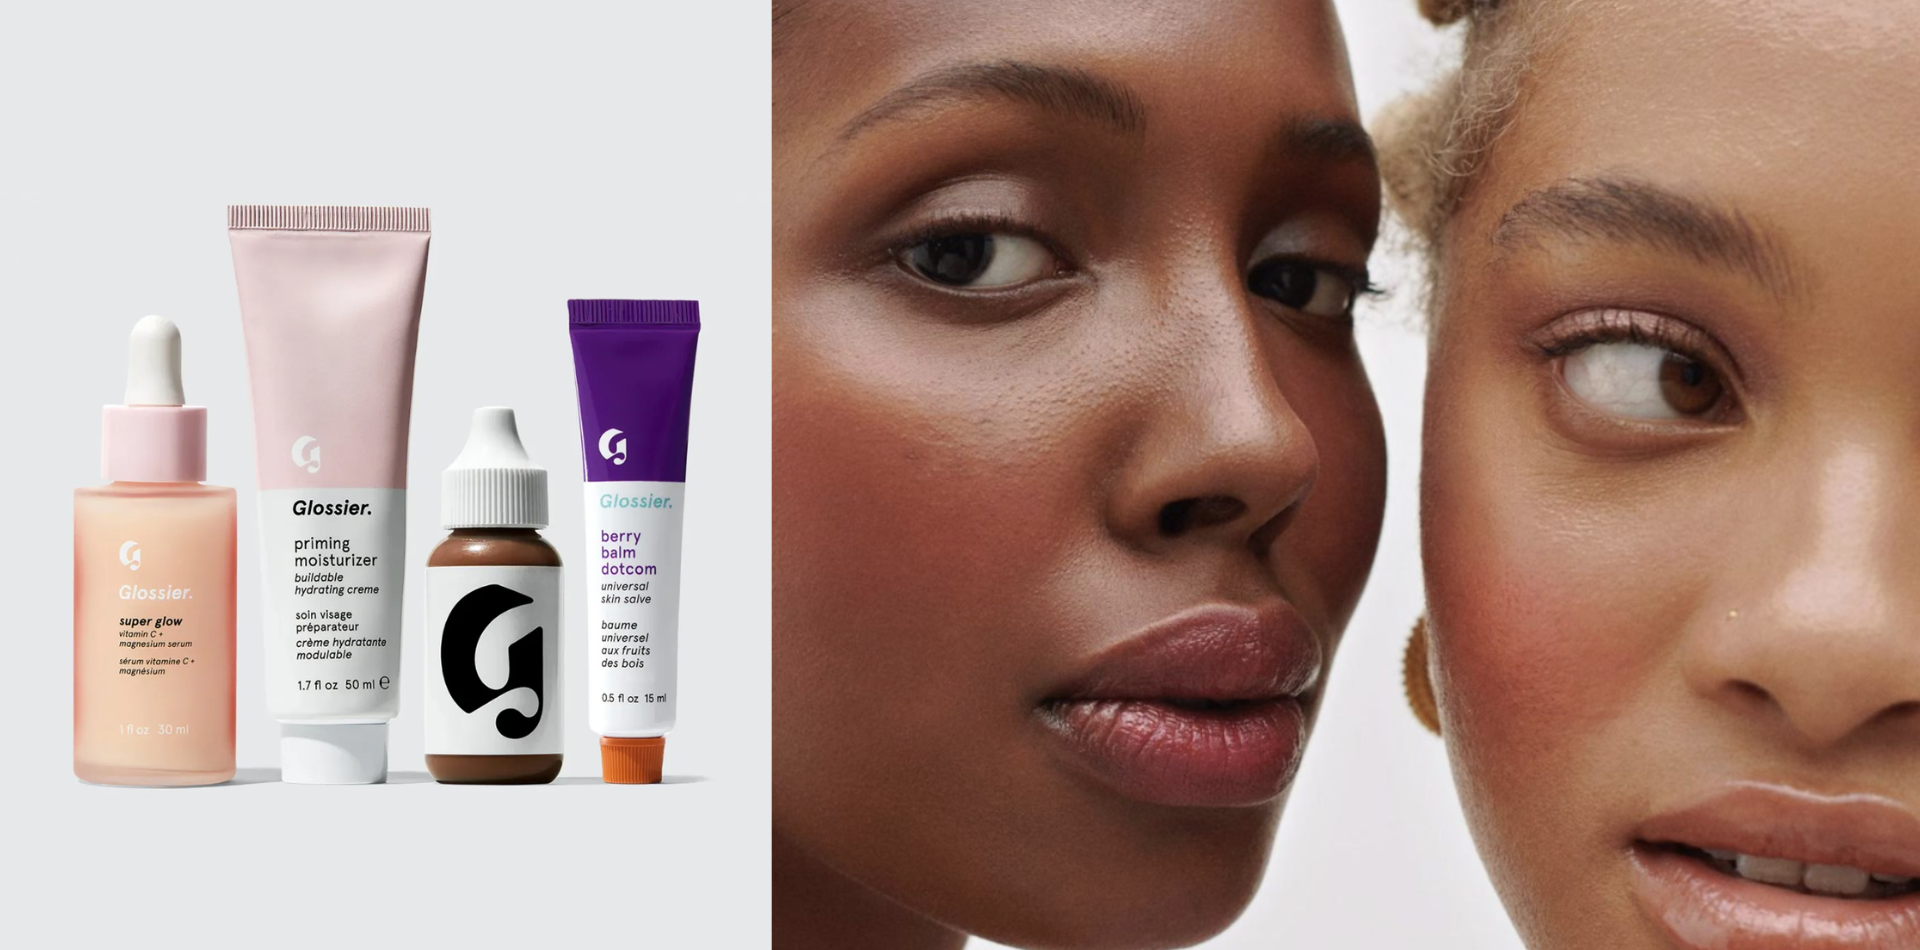 Glossier.
super glow
vitamin C +
magnesium serum
sérum vitamine C +
magnésium
1 fl oz 30 ml
Glossier.
priming
moisturizer
buildable
hydrating creme
soin visage
préparateur
crème hydratante
modulable
1.7 fl oz 50 ml e
G
Glossier.
berry
balm
dotcom
universal
skin salve
baume
universel
aux fruits
des bois
0.5 fl oz 15 ml